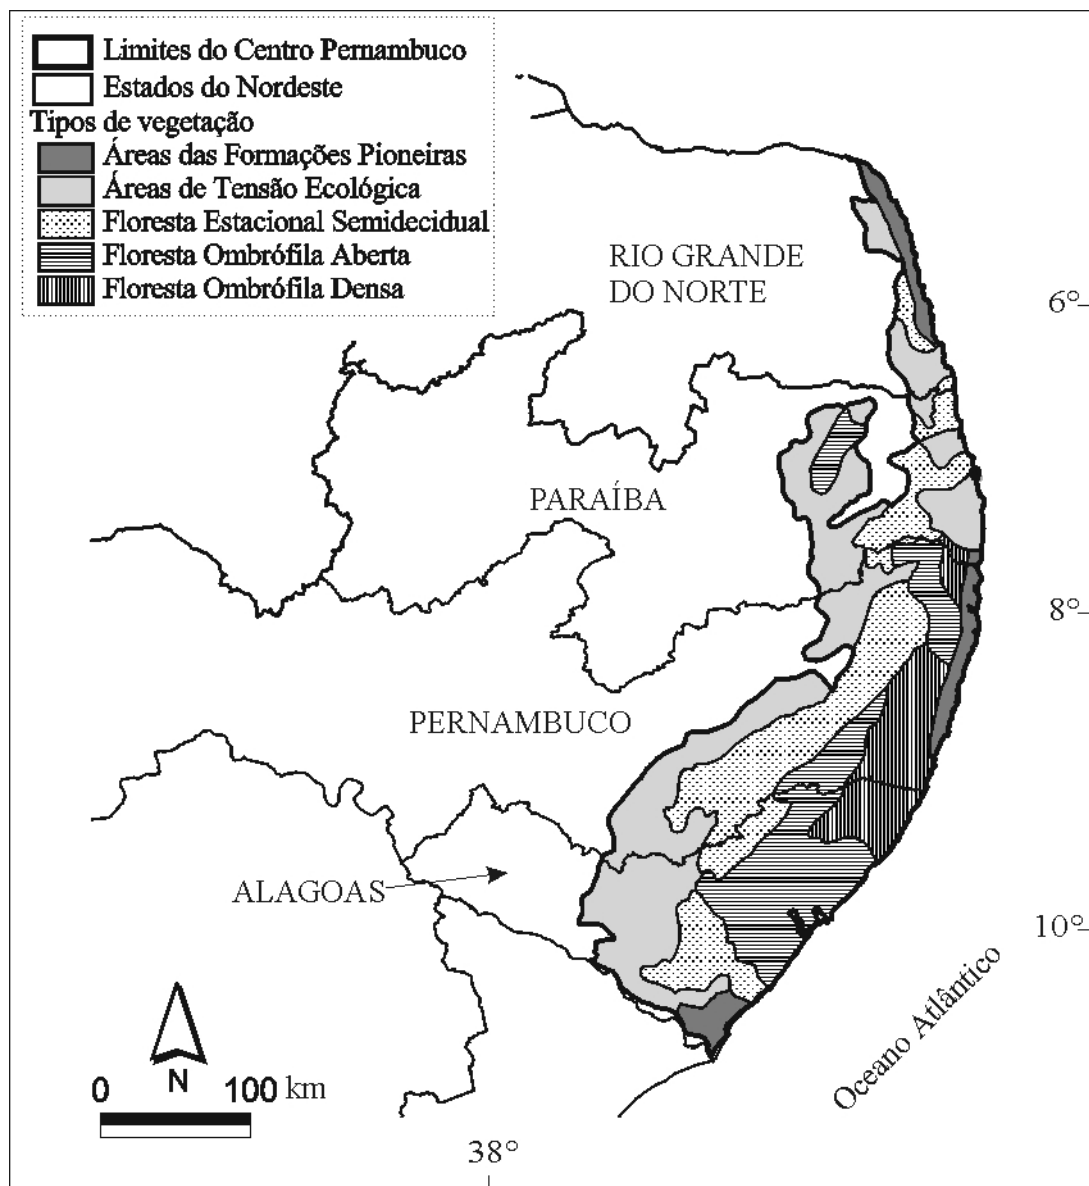 Limites do Centro Pernambuco
Estados do Nordeste
Tipos de vegetação
Áreas das Formações Pioneiras
Áreas de Tensão Ecológica
Floresta Estacional Semidecidual
Floresta Ombrófila Aberta
Floresta Ombrófila Densa
RIO GRANDE
DO NORTE
6°
PARAÍBA
8°
PERNAMBUCO
ALAGOAS
10°
Oceano Atlântico
N
0 100 km
38°